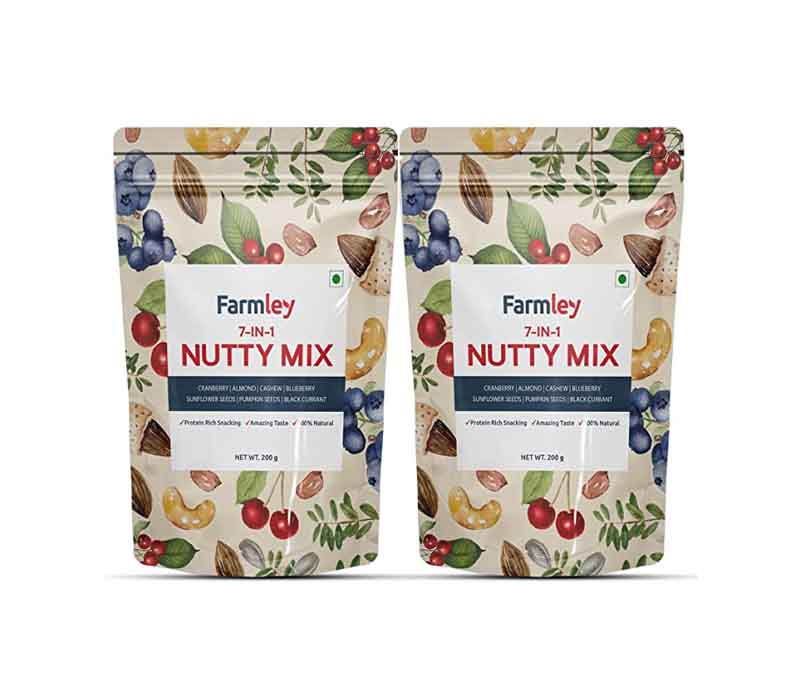 Farmley
7-IN-1
NUTTY MIX
CRANBERRY | ALMOND | CASHEW | BLUEBERRY
SUNFLOWER SEEDS | PUMPKIN SEEDS | BLACK CURRANT
✓Protein Rich Snacking ✓Amazing Taste ✓100% Natural
NET WT. 200 g
Farmley
7-IN-1
NUTTY MIX
CRANBERRY | ALMOND | CASHEW | BLUEBERRY
SUNFLOWER SEEDS | PUMPKIN SEEDS | BLACK CURRANT
✓Protein Rich Snacking ✓Amazing Taste ✓100% Natural
NET WT. 200 g